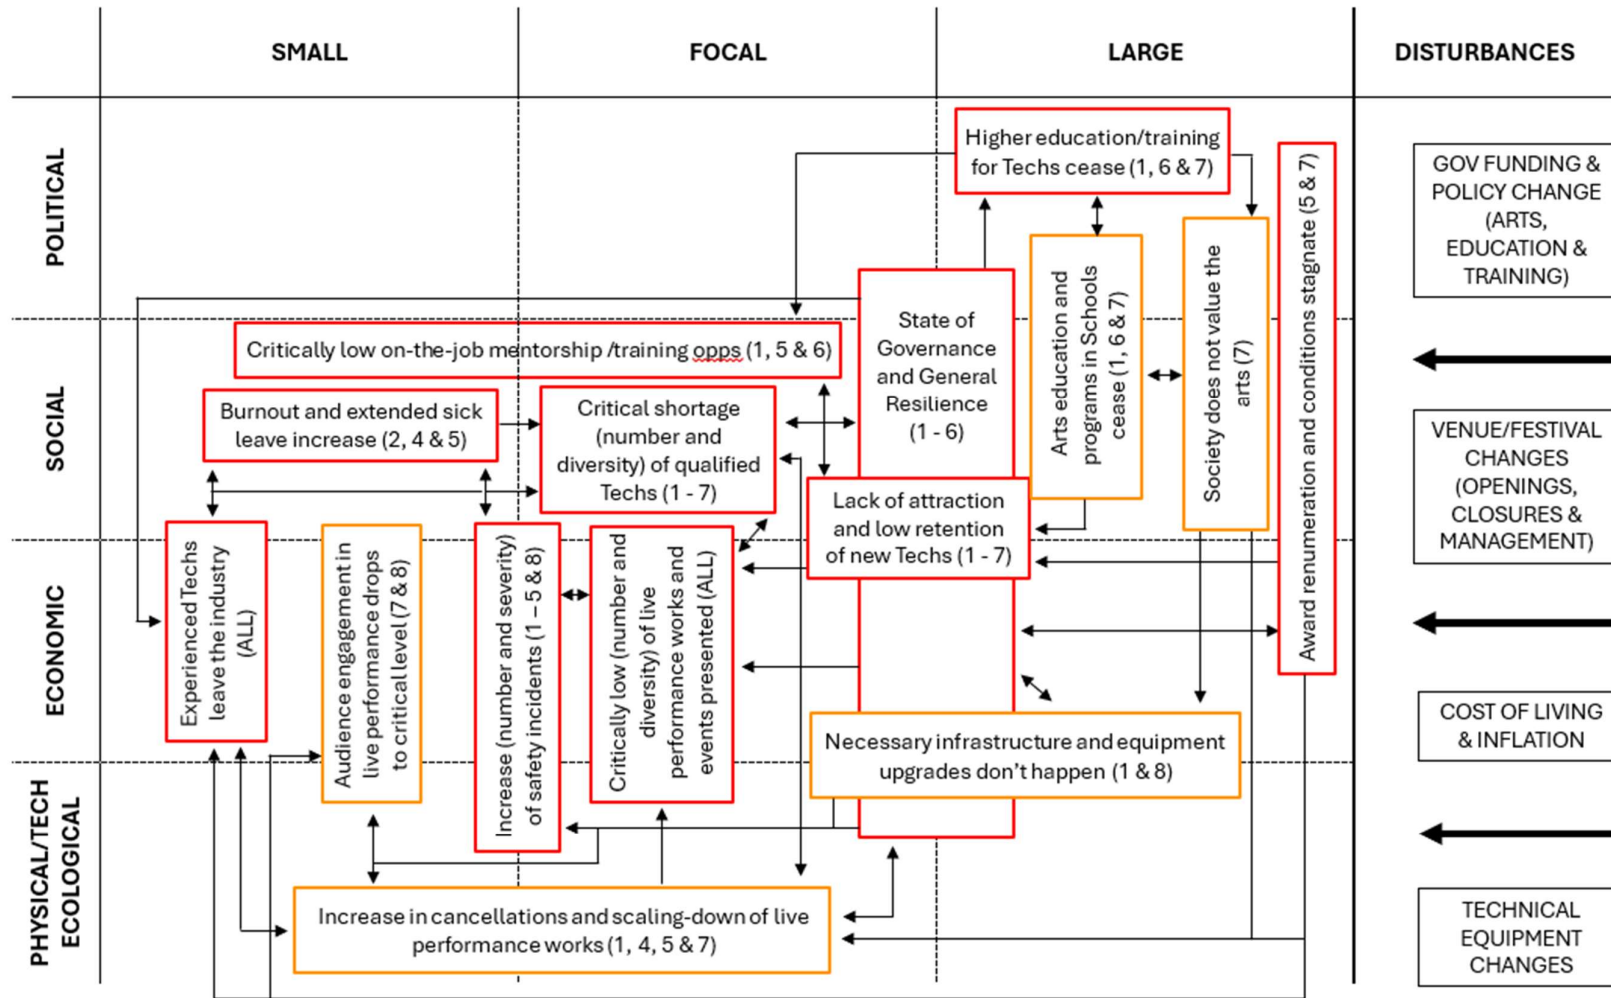 SMALL
FOCAL
LARGE
DISTURBANCES
POLITICAL
SOCIAL
ECONOMIC
PHYSICAL/TECH
ECOLOGICAL
Higher education/training
for Techs cease (1, 6 & 7)
Award renumeration and conditions stagnate (5 & 7)
Arts education and
programs in Schools
cease (1, 6 & 7)
Society does not value the
arts (7)
State of
Governance
and General
Resilience
(1 - 6)
Critically low on-the-job mentorship /training opps (1, 5 & 6)
Burnout and extended sick
leave increase (2, 4 & 5)
Critical shortage
(number and
diversity) of qualified
Techs (1 - 7)
Lack of attraction
and low retention
of new Techs (1 - 7)
Experienced Techs
leave the industry
(ALL)
Audience engagement in
live performance drops
to critical level (7 & 8)
Increase (number and severity)
of safety incidents (1 – 5 & 8)
Critically low (number and
diversity) of live
performance works and
events presented (ALL)
Necessary infrastructure and equipment
upgrades don't happen (1 & 8)
Increase in cancellations and scaling-down of live
performance works (1, 4, 5 & 7)
GOV FUNDING &
POLICY CHANGE
(ARTS,
EDUCATION &
TRAINING)
VENUE/FESTIVAL
CHANGES
(OPENINGS,
CLOSURES &
MANAGEMENT)
COST OF LIVING
& INFLATION
TECHNICAL
EQUIPMENT
CHANGES